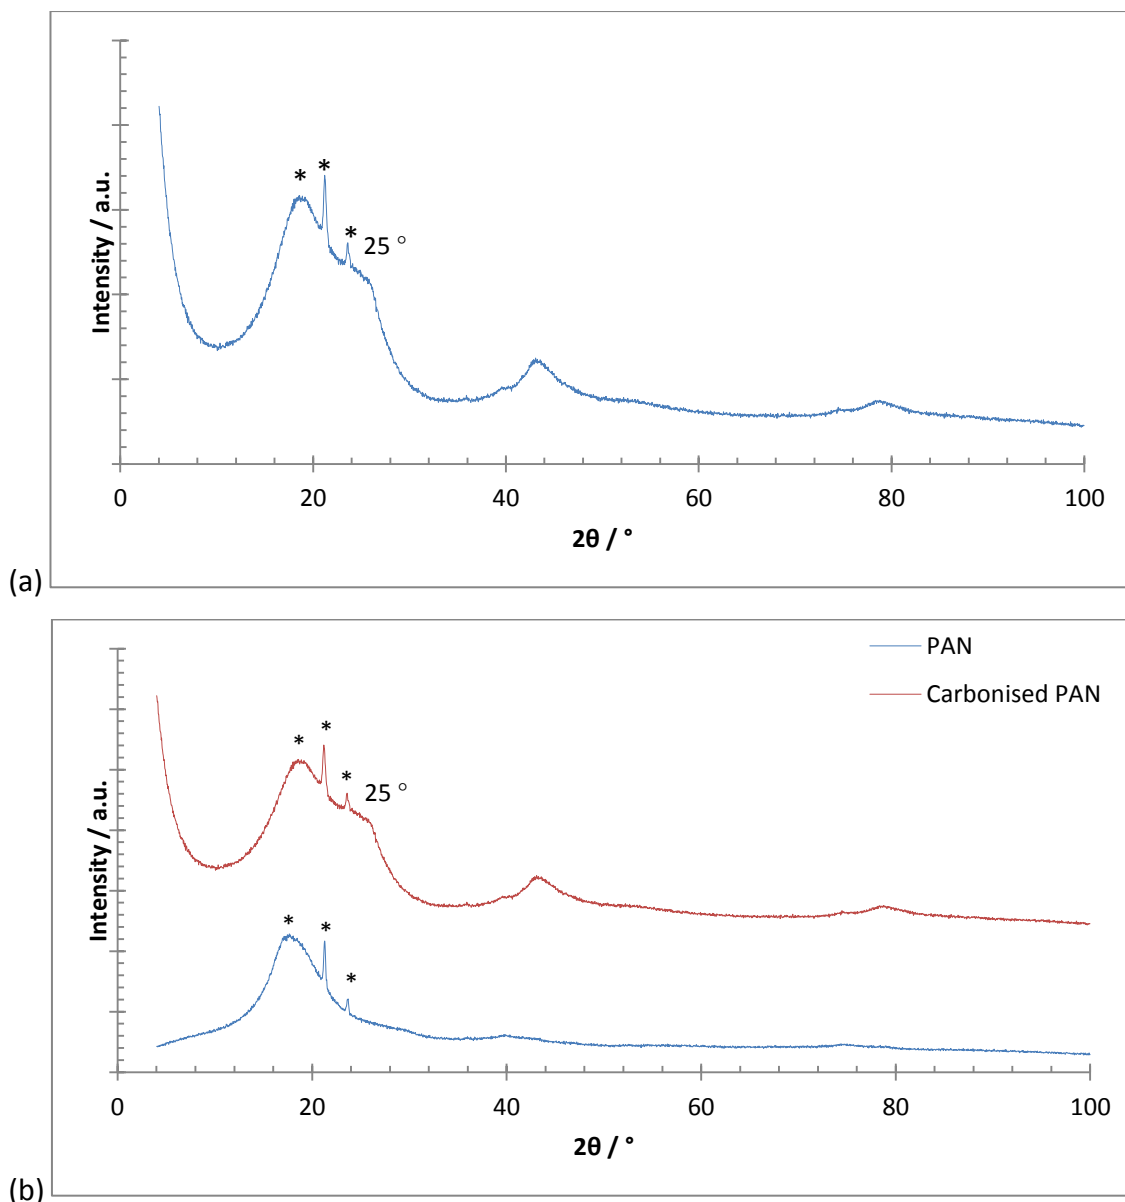 *
*
*
25 °
Intensity / a.u.
0
20
40
60
80
100
2θ / °
(a)
PAN
Carbonised PAN
*
*
*
25 °
Intensity / a.u.
*
*
*
0
20
40
60
80
100
2θ / °
(b)